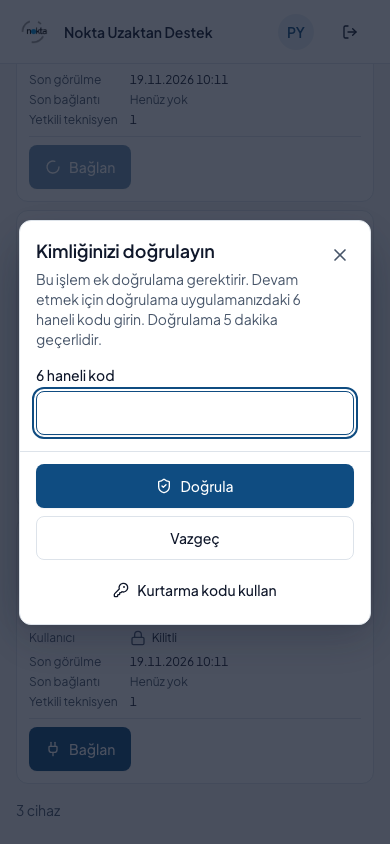 nokta
Nokta Uzaktan Destek
PY
Son görülme 19.11.2026 10:11
Son bağlantı Henüz yok
Yetkili teknisyen 1
Bağlan
Kimliğinizi doğrulayın
Bu işlem ek doğrulama gerektirir. Devam
etmek için doğrulama uygulamanızdaki 6
haneli kodu girin. Doğrulama 5 dakika
geçerlidir.
6 haneli kod
Doğrula
Vazgeç
Kurtarma kodu kullan
Kullanıcı Kilitli
Son görülme 19.11.2026 10:11
Son bağlantı Henüz yok
Yetkili teknisyen 1
Bağlan
3 cihaz